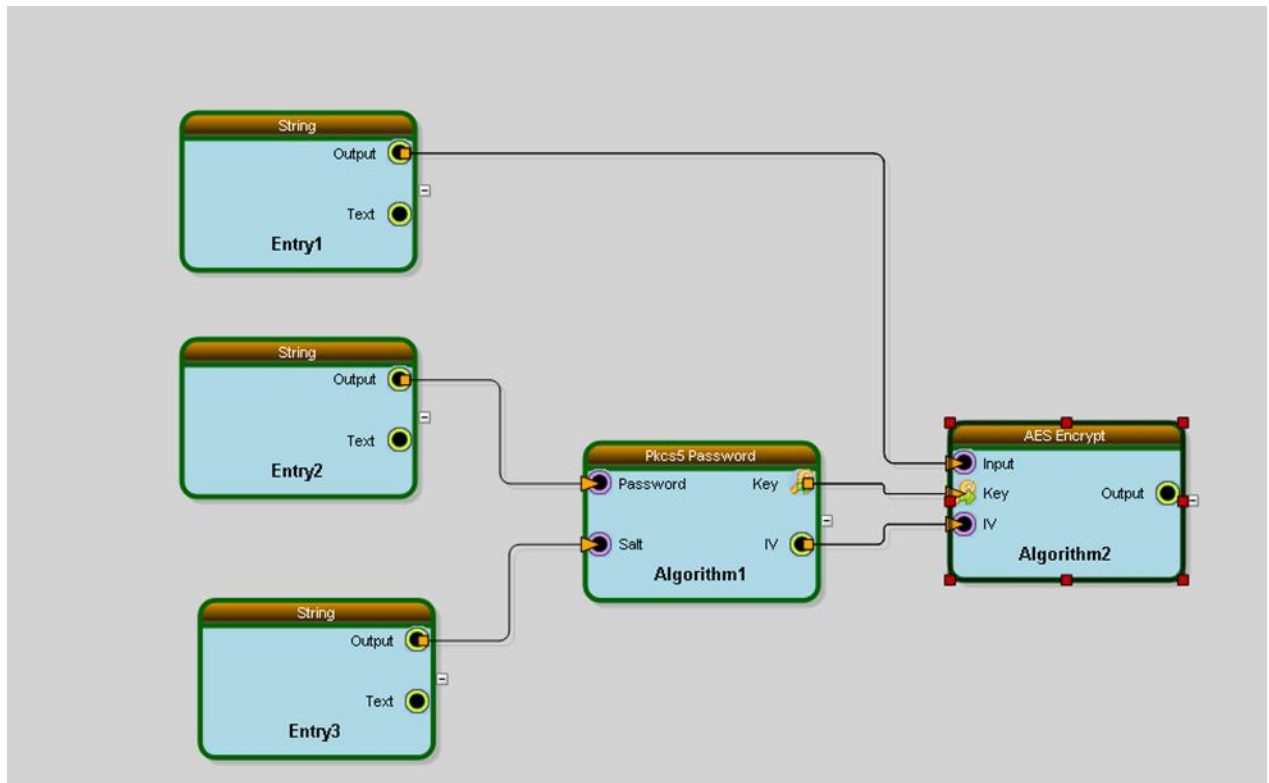 String
Output
Text
Entry1
String
Output
Text
Entry2
Pkcs5 Password
Password Key
Salt IV
Algorithm1
AES Encrypt
Input
Key Output
IV
Algorithm2
String
Output
Text
Entry3